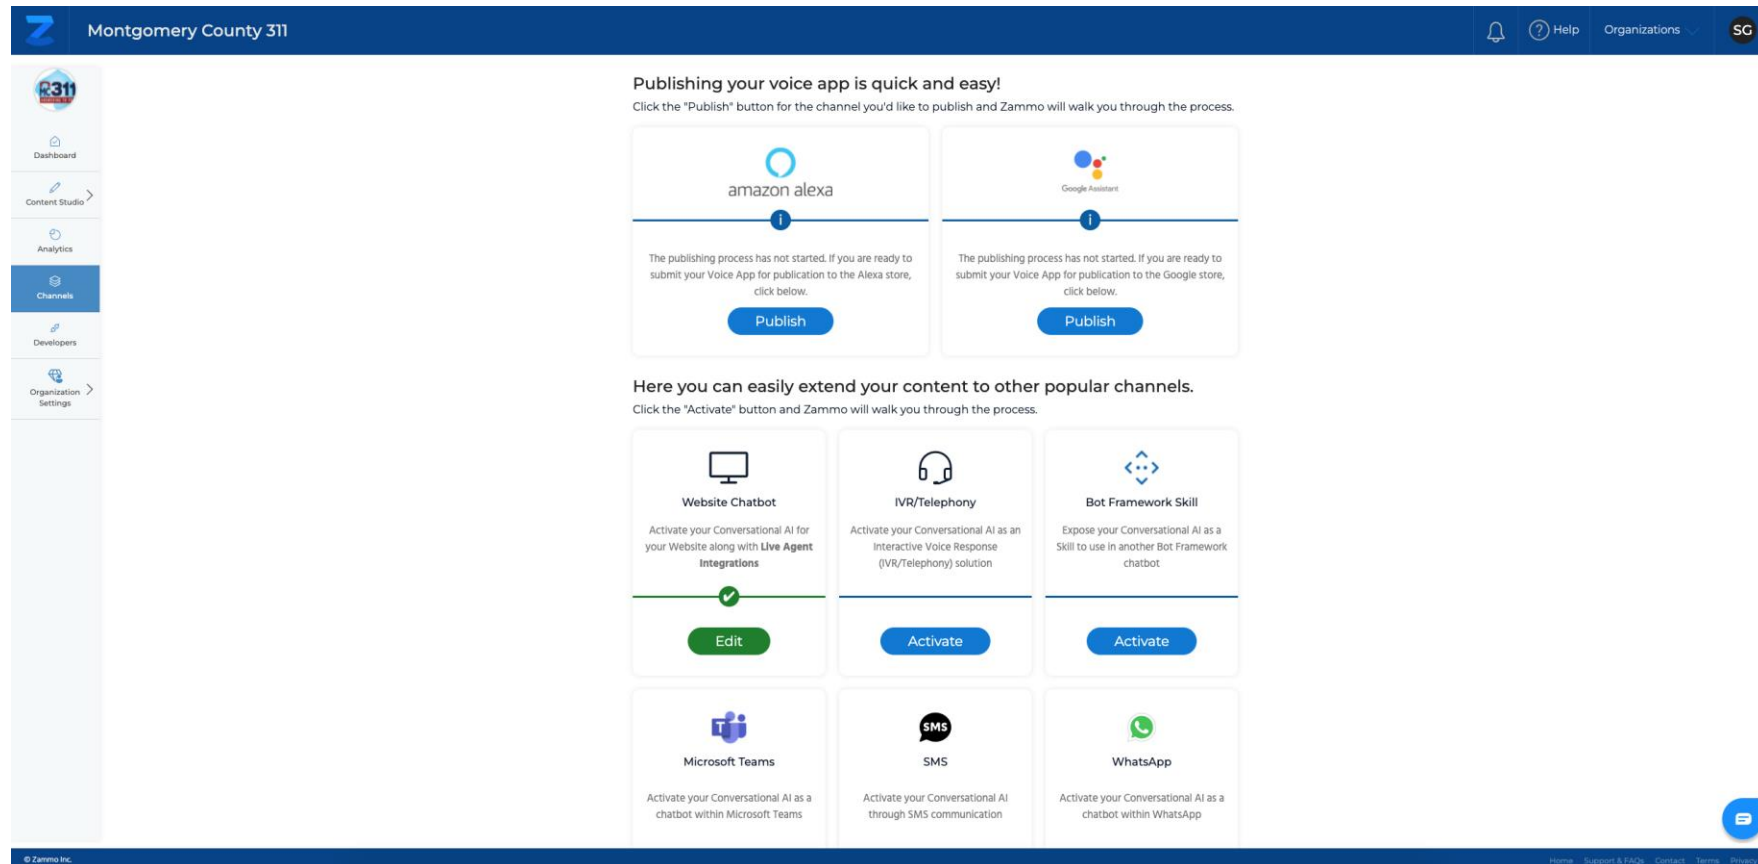 Montgomery County 311
Help
Organizations
SG
311
Dashboard
Content Studio
Analytics
Channels
Developers
Organization
Settings
Publishing your voice app is quick and easy!
Click the "Publish" button for the channel you'd like to publish and Zammo will walk you through the process.
amazon alexa
The publishing process has not started. If you are ready to
submit your Voice App for publication to the Alexa store,
click below.
Publish
Google Assistant
The publishing process has not started. If you are ready to
submit your Voice App for publication to the Google store,
click below.
Publish
Here you can easily extend your content to other popular channels.
Click the "Activate" button and Zammo will walk you through the process.
Website Chatbot
Activate your Conversational AI for
your Website along with Live Agent
Integrations
Edit
IVR/Telephony
Activate your Conversational AI as an
Interactive Voice Response
(IVR/Telephony) solution
Activate
Bot Framework Skill
Expose your Conversational AI as a
Skill to use in another Bot Framework
chatbot
Activate
Microsoft Teams
Activate your Conversational AI as a
chatbot within Microsoft Teams
SMS
SMS
Activate your Conversational AI
through SMS communication
WhatsApp
Activate your Conversational AI as a
chatbot within WhatsApp
© Zammo Inc.
Home Support & FAQs Contact Terms Privacy